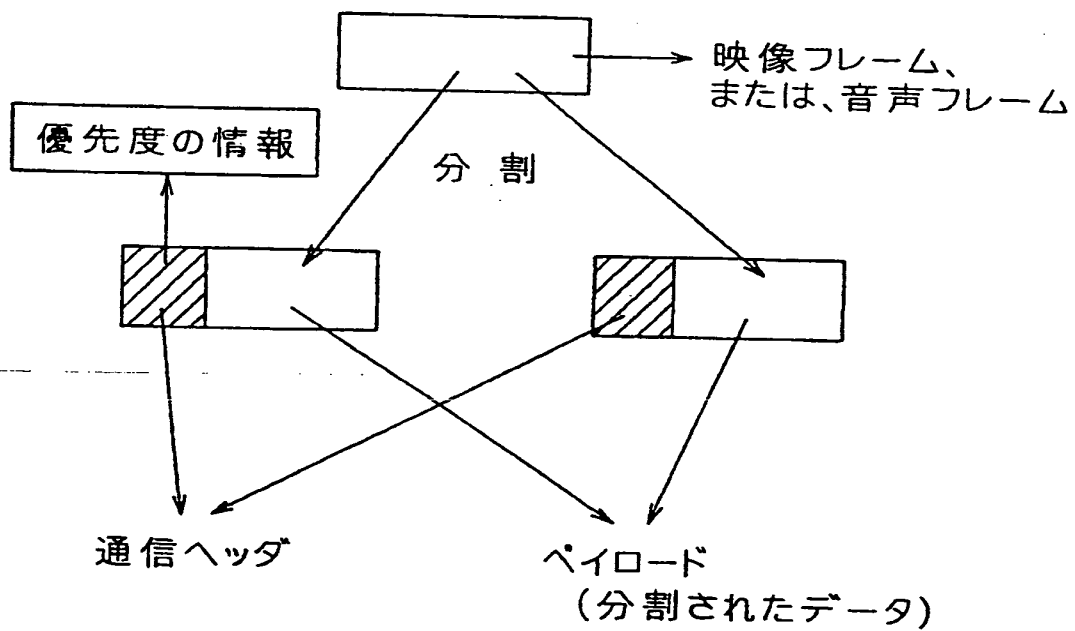 映像フレーム、
または、音声フレーム
優先度の情報
分割
通信ヘッダ
ペイロード
(分割されたデータ)